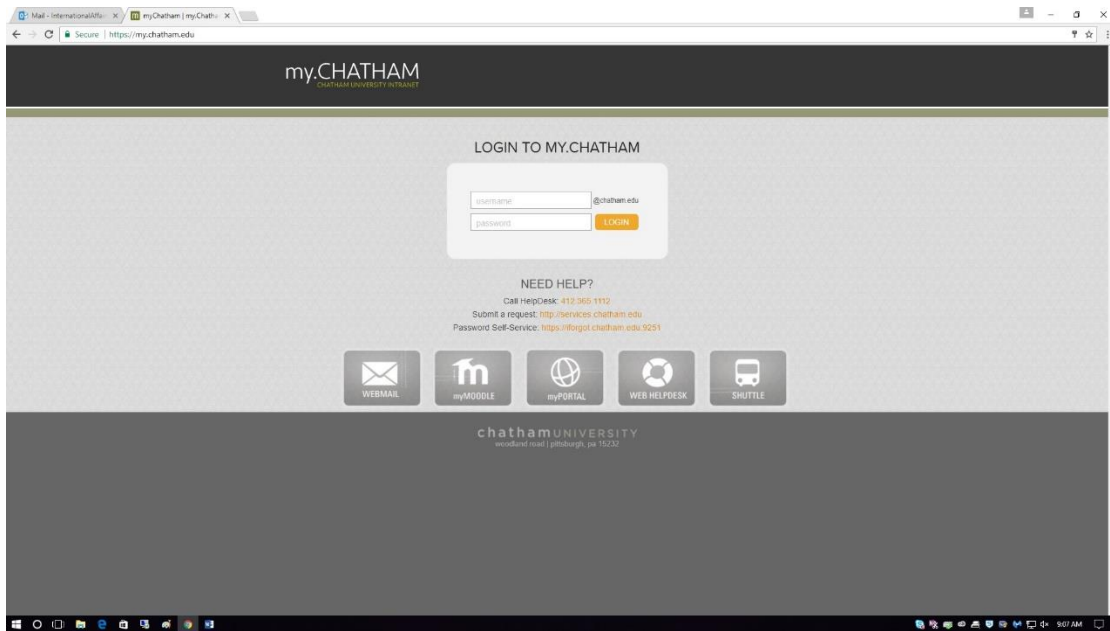 Mail - InternationalAffai
myChatham | my.Chatha
Secure | https://my.chatham.edu
my.CHATHAM
CHATHAM UNIVERSITY INTRANET
LOGIN TO MY.CHATHAM
username @chatham.edu
password LOGIN
NEED HELP?
Call HelpDesk: 412.365.1112
Submit a request: http://services.chatham.edu
Password Self-Service: https://iforgot.chatham.edu:9251
WEBMAIL
myMOODLE
myPORTAL
WEB HELPDESK
SHUTTLE
chathamUNIVERSITY
woodland road | pittsburgh, pa 15232
9:07 AM